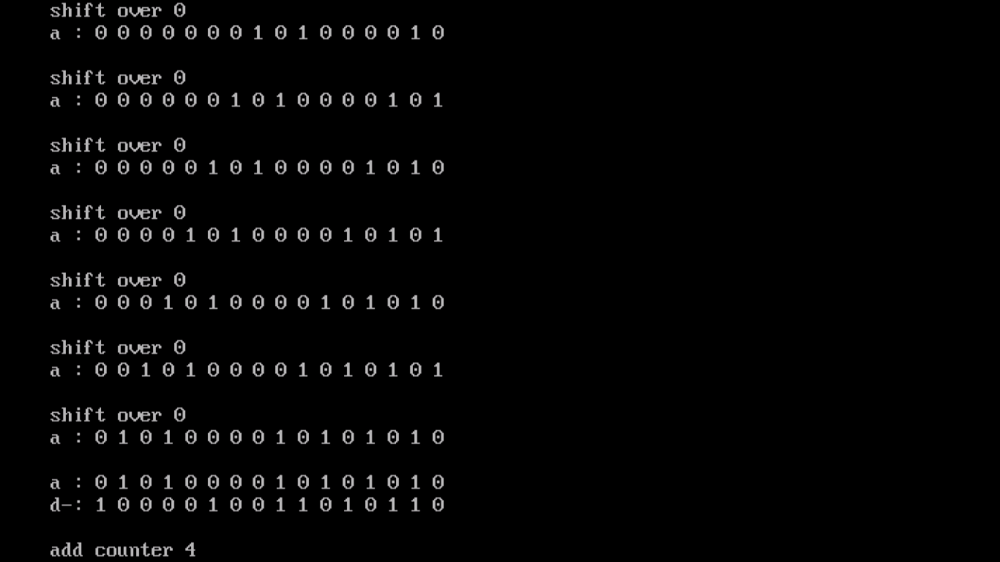 shift over 0
a : 0 0 0 0 0 0 0 1 0 1 0 0 0 0 1 0
shift over 0
a : 0 0 0 0 0 0 1 0 1 0 0 0 0 1 0 1
shift over 0
a : 0 0 0 0 0 1 0 1 0 0 0 0 1 0 1 0
shift over 0
a : 0 0 0 0 1 0 1 0 0 0 0 1 0 1 0 1
shift over 0
a : 0 0 0 1 0 1 0 0 0 0 1 0 1 0 1 0
shift over 0
a : 0 0 1 0 1 0 0 0 0 1 0 1 0 1 0 1
shift over 0
a : 0 1 0 1 0 0 0 0 1 0 1 0 1 0 1 0
a : 0 1 0 1 0 0 0 0 1 0 1 0 1 0 1 0
d-: 1 0 0 0 0 1 0 0 1 1 0 1 0 1 1 0
add counter 4